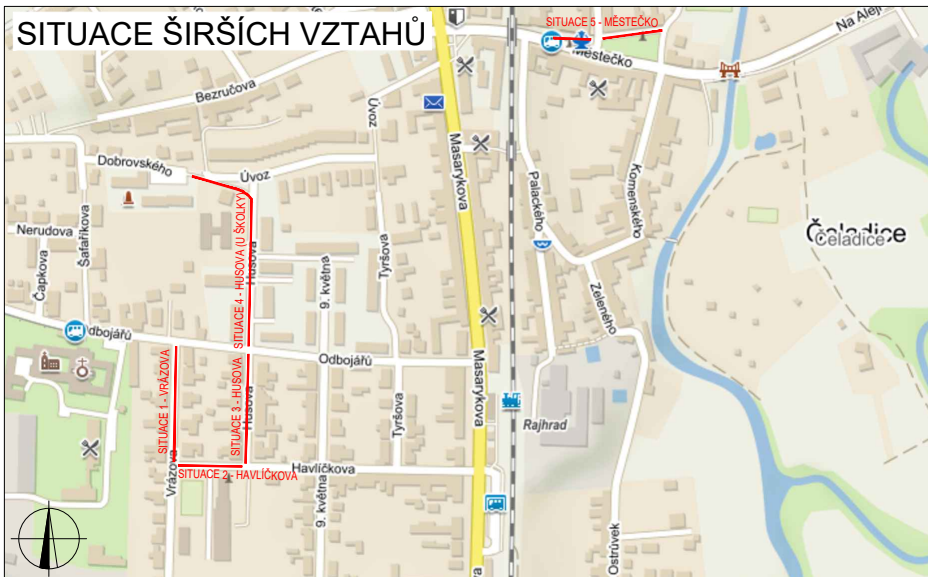 SITUACE ŠIRŠÍCH VZTAHŮ
SITUACE 5 - MĚSTEČKO
Na Aleji
Městečko
Bezručova
Úvoz
Masarykova
Dobrovského
Úvoz
Palackého
Komenského
Nerudova
Šafaříkova
Čapkova
SITUACE 4 - HUSOVA (U ŠKOLKY)
Husova
9. května
Tyršova
Zeleného
Čeladice
Čeladice
dbojářů
Odbojářů
SITUACE 1 - VRÁZOVA
SITUACE 3 - HUSOVA
Husova
Tyršova
Masarykova
Rajhrad
Vrázova
SITUACE 2 - HAVLÍČKOVA
Havlíčkova
9. května
Ostrůvek